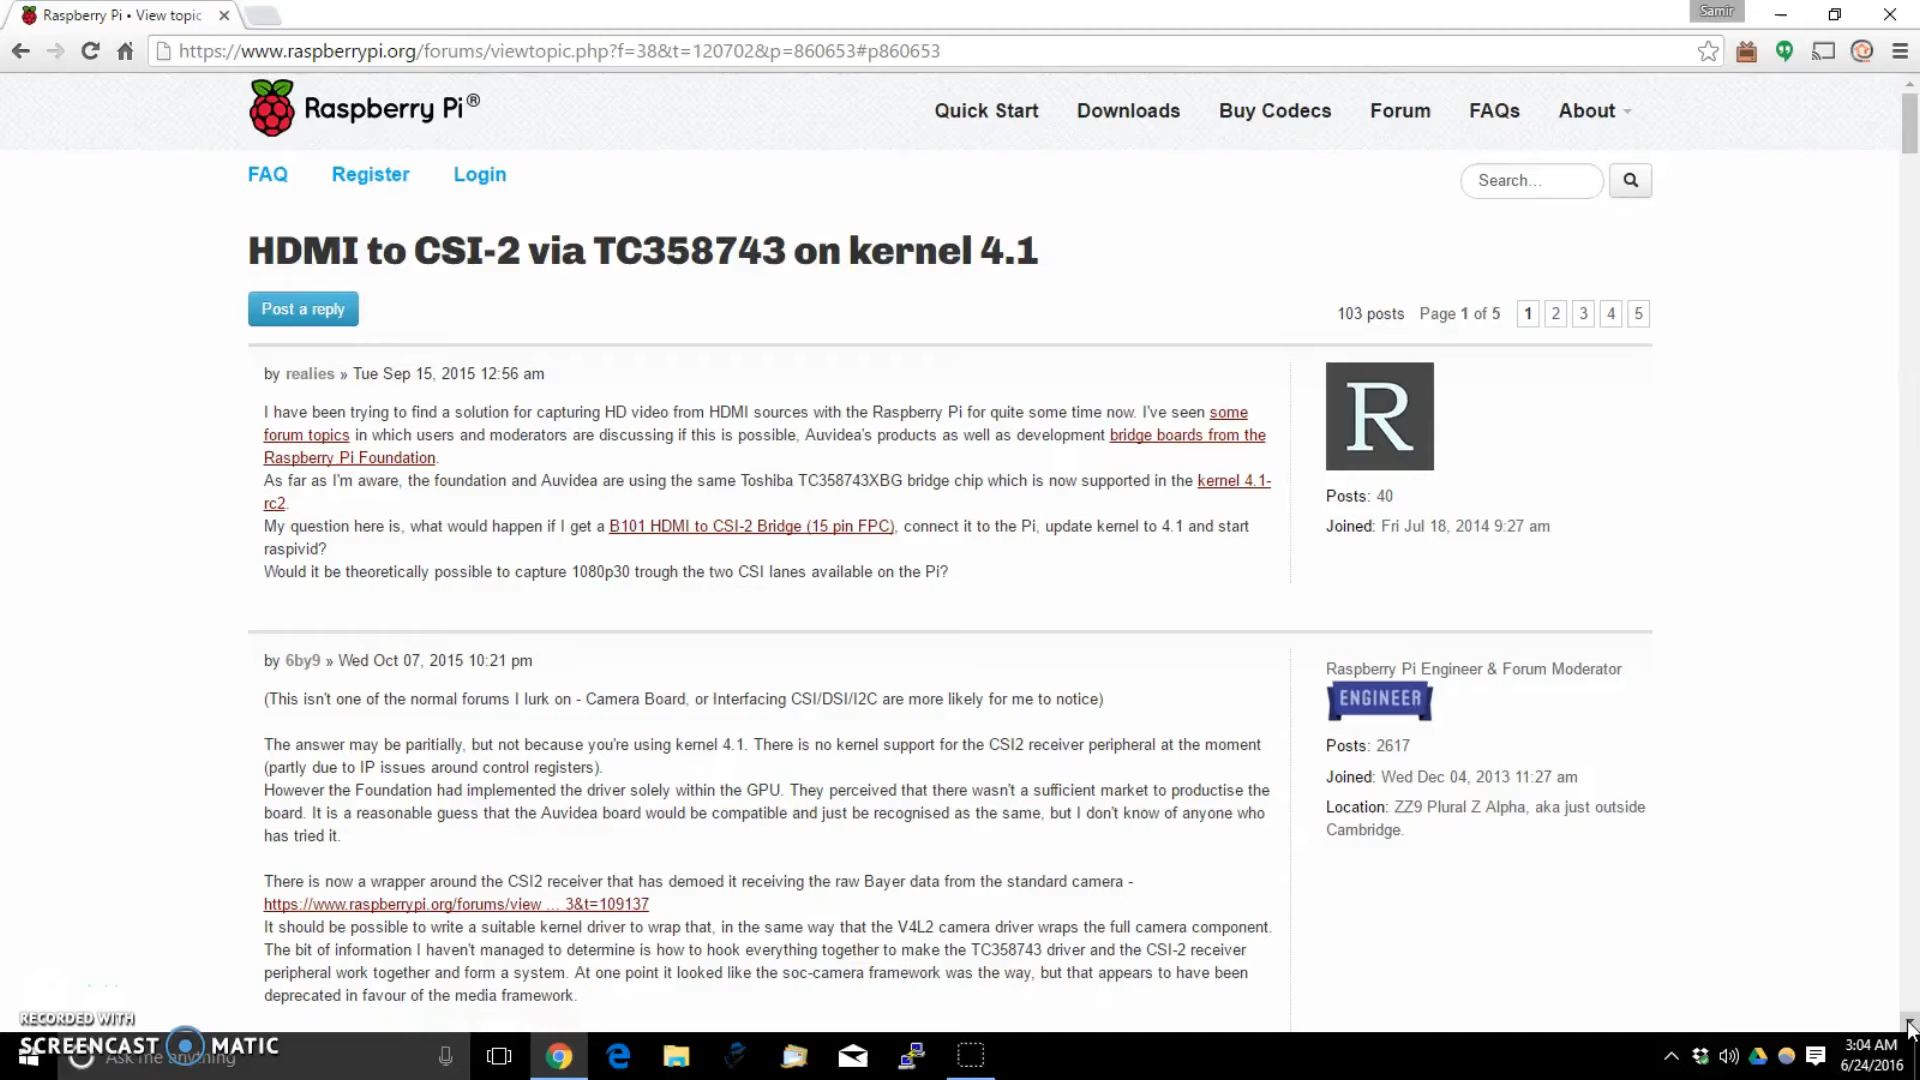 Raspberry Pi • View topic
Samir
https://www.raspberrypi.org/forums/viewtopic.php?f=38&t=120702&p=860653#p860653
Raspberry Pi®
Quick Start Downloads Buy Codecs Forum FAQs About
FAQ Register Login
Search...
HDMI to CSI-2 via TC358743 on kernel 4.1
Post a reply
103 posts Page 1 of 5 1 2 3 4 5
by realies » Tue Sep 15, 2015 12:56 am
I have been trying to find a solution for capturing HD video from HDMI sources with the Raspberry Pi for quite some time now. I've seen some
forum topics in which users and moderators are discussing if this is possible, Auvidea's products as well as development bridge boards from the
Raspberry Pi Foundation.
As far as I'm aware, the foundation and Auvidea are using the same Toshiba TC358743XBG bridge chip which is now supported in the kernel 4.1-
rc2.
My question here is, what would happen if I get a B101 HDMI to CSI-2 Bridge (15 pin FPC), connect it to the Pi, update kernel to 4.1 and start
raspivid?
Would it be theoretically possible to capture 1080p30 trough the two CSI lanes available on the Pi?
R
Posts: 40
Joined: Fri Jul 18, 2014 9:27 am
by 6by9 » Wed Oct 07, 2015 10:21 pm
(This isn't one of the normal forums I lurk on - Camera Board, or Interfacing CSI/DSI/I2C are more likely for me to notice)
The answer may be paritially, but not because you're using kernel 4.1. There is no kernel support for the CSI2 receiver peripheral at the moment
(partly due to IP issues around control registers).
However the Foundation had implemented the driver solely within the GPU. They perceived that there wasn't a sufficient market to productise the
board. It is a reasonable guess that the Auvidea board would be compatible and just be recognised as the same, but I don't know of anyone who
has tried it.
There is now a wrapper around the CSI2 receiver that has demoed it receiving the raw Bayer data from the standard camera -
https://www.raspberrypi.org/forums/view ... 3&t=109137
It should be possible to write a suitable kernel driver to wrap that, in the same way that the V4L2 camera driver wraps the full camera component.
The bit of information I haven't managed to determine is how to hook everything together to make the TC358743 driver and the CSI-2 receiver
peripheral work together and form a system. At one point it looked like the soc-camera framework was the way, but that appears to have been
deprecated in favour of the media framework.
Raspberry Pi Engineer & Forum Moderator
ENGINEER
Posts: 2617
Joined: Wed Dec 04, 2013 11:27 am
Location: ZZ9 Plural Z Alpha, aka just outside
Cambridge.
RECORDED WITH
SCREENCAST MATIC
Ask me anything
3:04 AM
6/24/2016